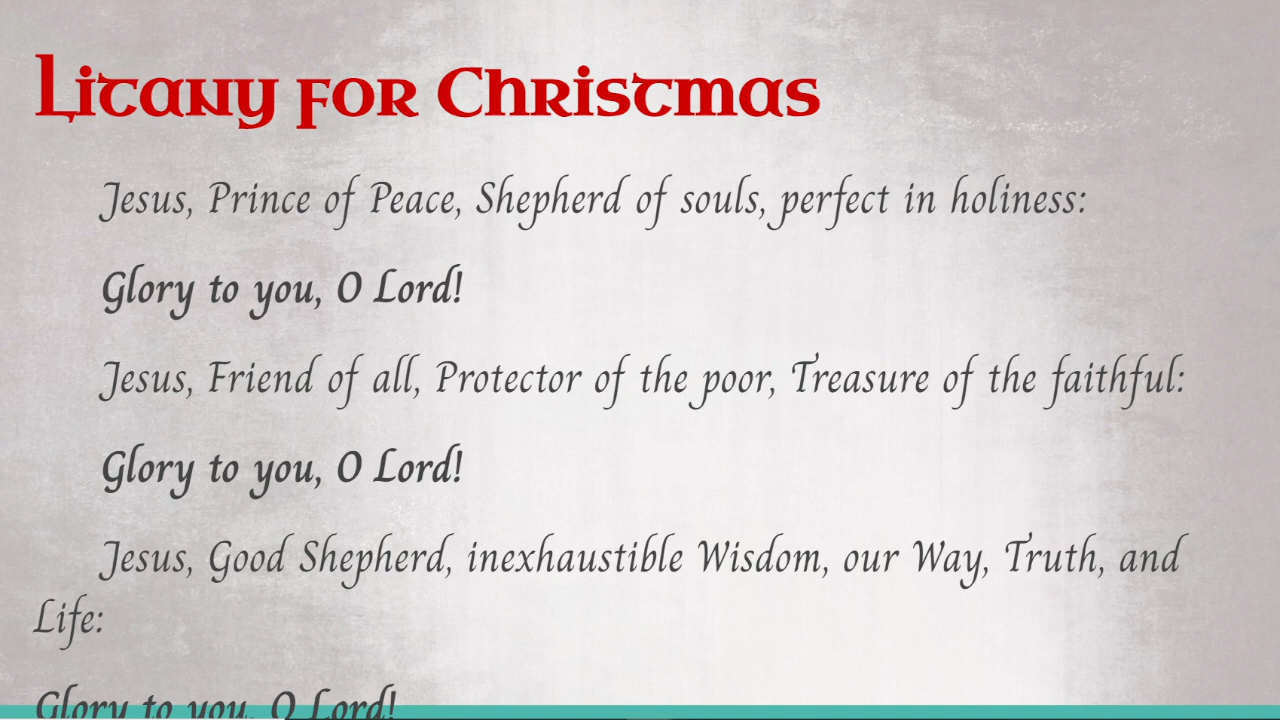 Litany for Christmas
Jesus, Prince of Peace, Shepherd of souls, perfect in holiness:
Glory to you, O Lord!
Jesus, Friend of all, Protector of the poor, Treasure of the faithful:
Glory to you, O Lord!
Jesus, Good Shepherd, inexhaustible Wisdom, our Way, Truth, and
Life:
Glory to you, O Lord!